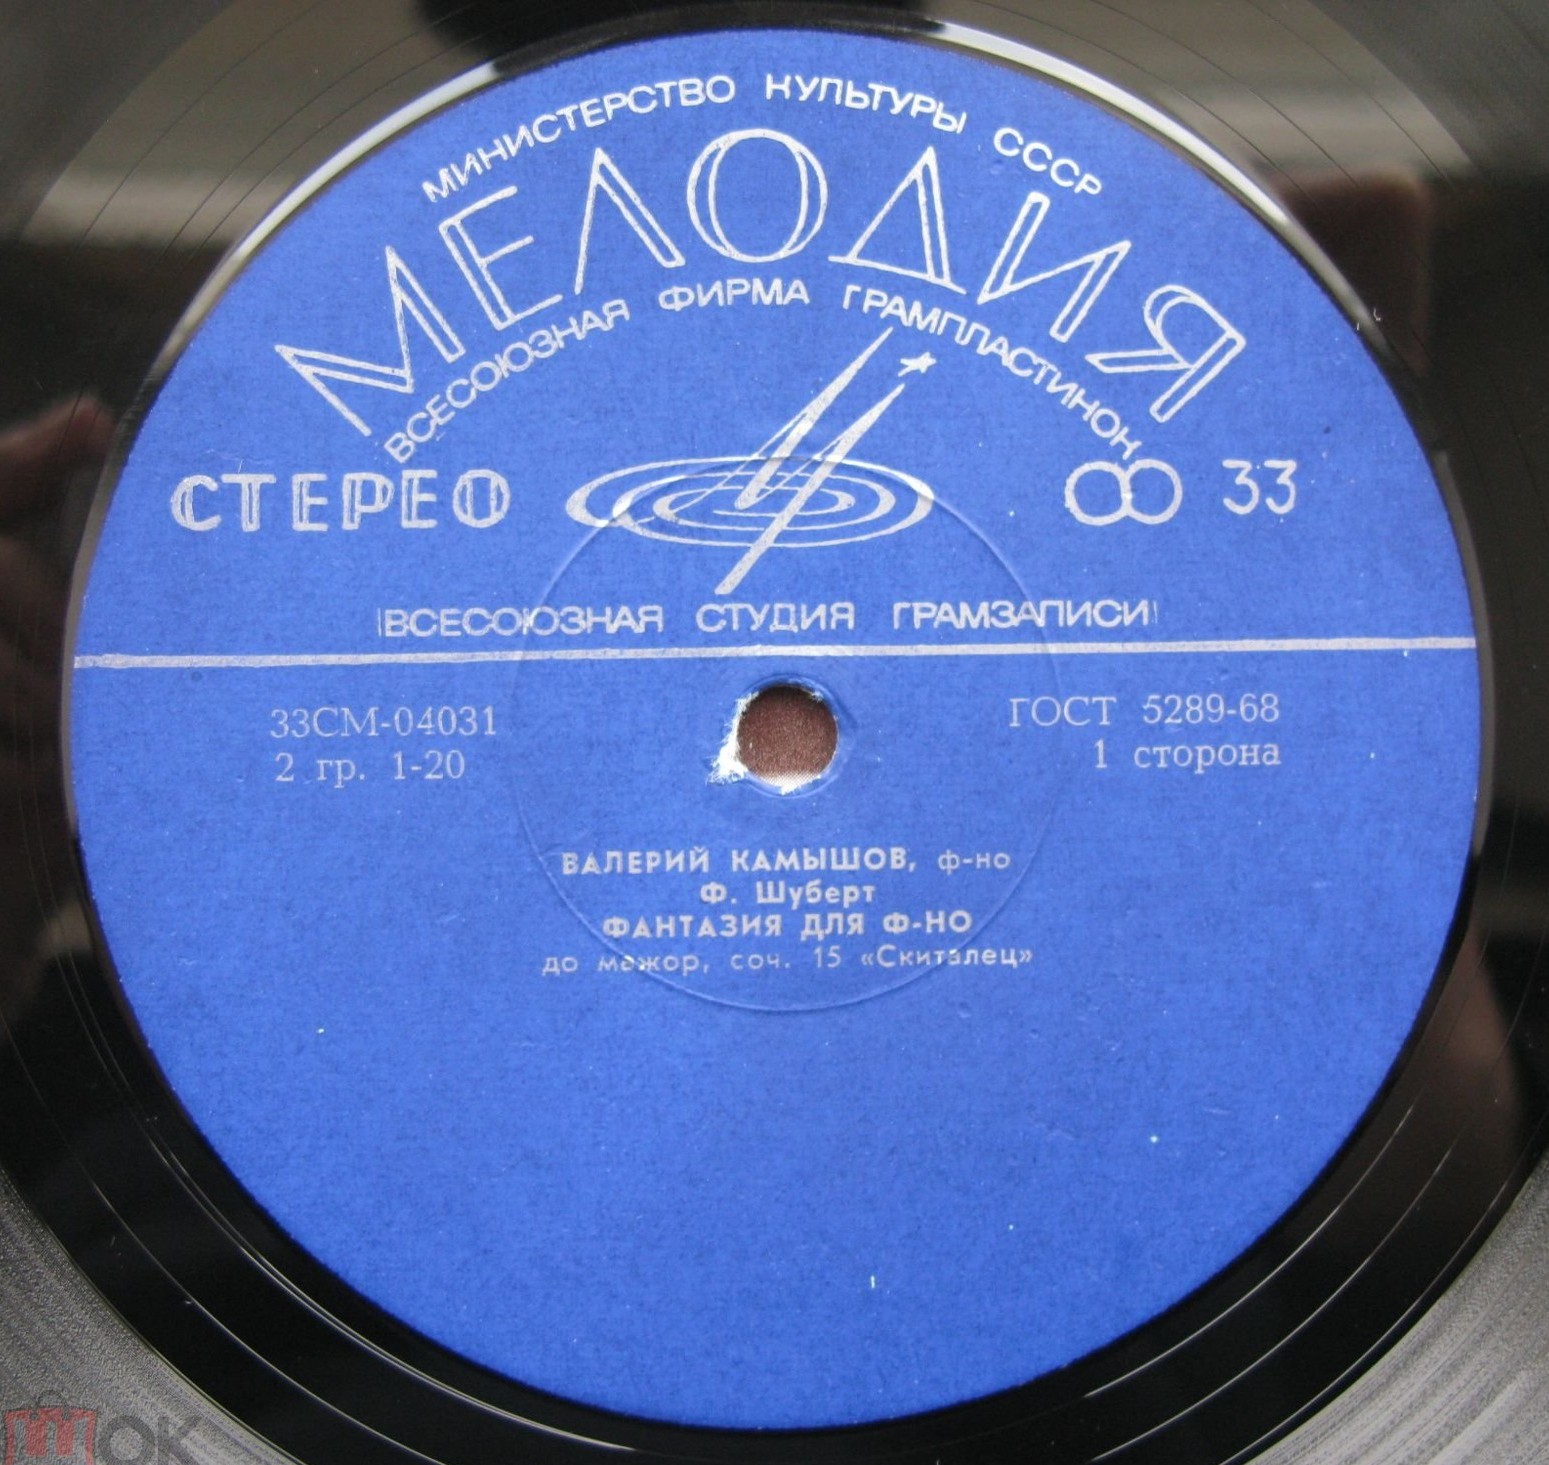 МИНИСТЕРСТВО КУЛЬТУРЫ СССР
МЕЛОДИЯ
ВСЕСОЮЗНАЯ ФИРМА ГРАМПЛАСТИНОК
СТЕРЕО 33
ВСЕСОЮЗНАЯ СТУДИЯ ГРАМЗАПИСИ
33СМ-04031 ГОСТ 5289-68
2 гр. 1-20 1 сторона
ВАЛЕРИЙ КАМЫШОВ, ф-но
Ф. Шуберт
ФАНТАЗИЯ ДЛЯ Ф-НО
до мажор, соч. 15 «Скиталец»
шок